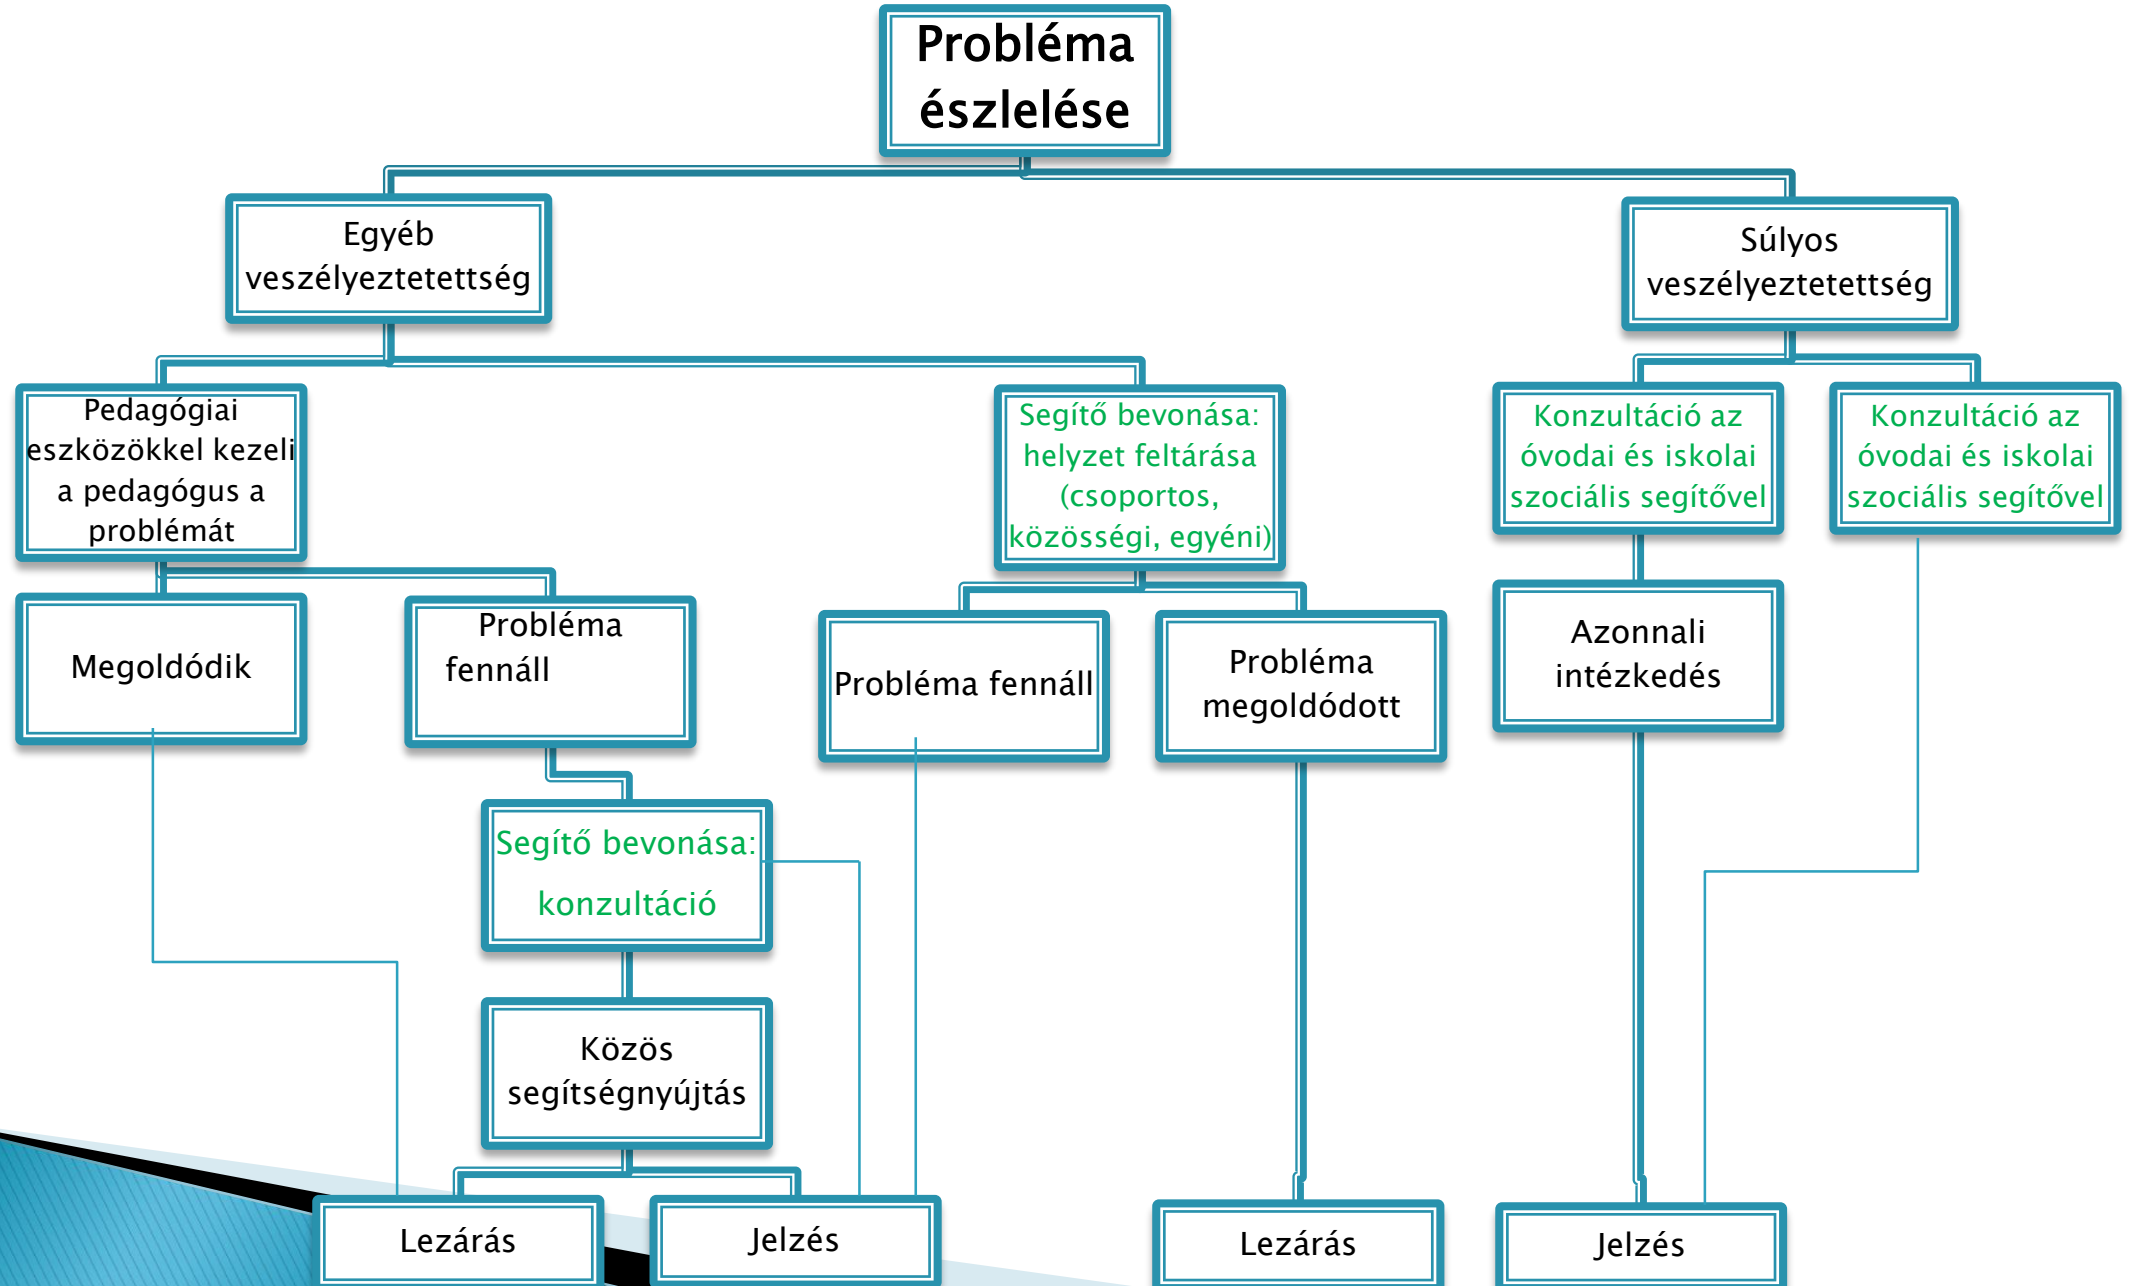 Probléma
észlelése
Egyéb
veszélyeztetettség
Súlyos
veszélyeztetettség
Pedagógiai
eszközökkel kezeli
a pedagógus a
problémát
Segítő bevonása:
helyzet feltárása
(csoportos,
közösségi, egyéni)
Konzultáció az
óvodai és iskolai
szociális segítővel
Konzultáció az
óvodai és iskolai
szociális segítővel
Megoldódik
Probléma
fennáll
Probléma fennáll
Probléma
megoldódott
Azonnali
intézkedés
Segítő bevonása:
konzultáció
Közös
segítségnyújtás
Lezárás
Jelzés
Lezárás
Jelzés